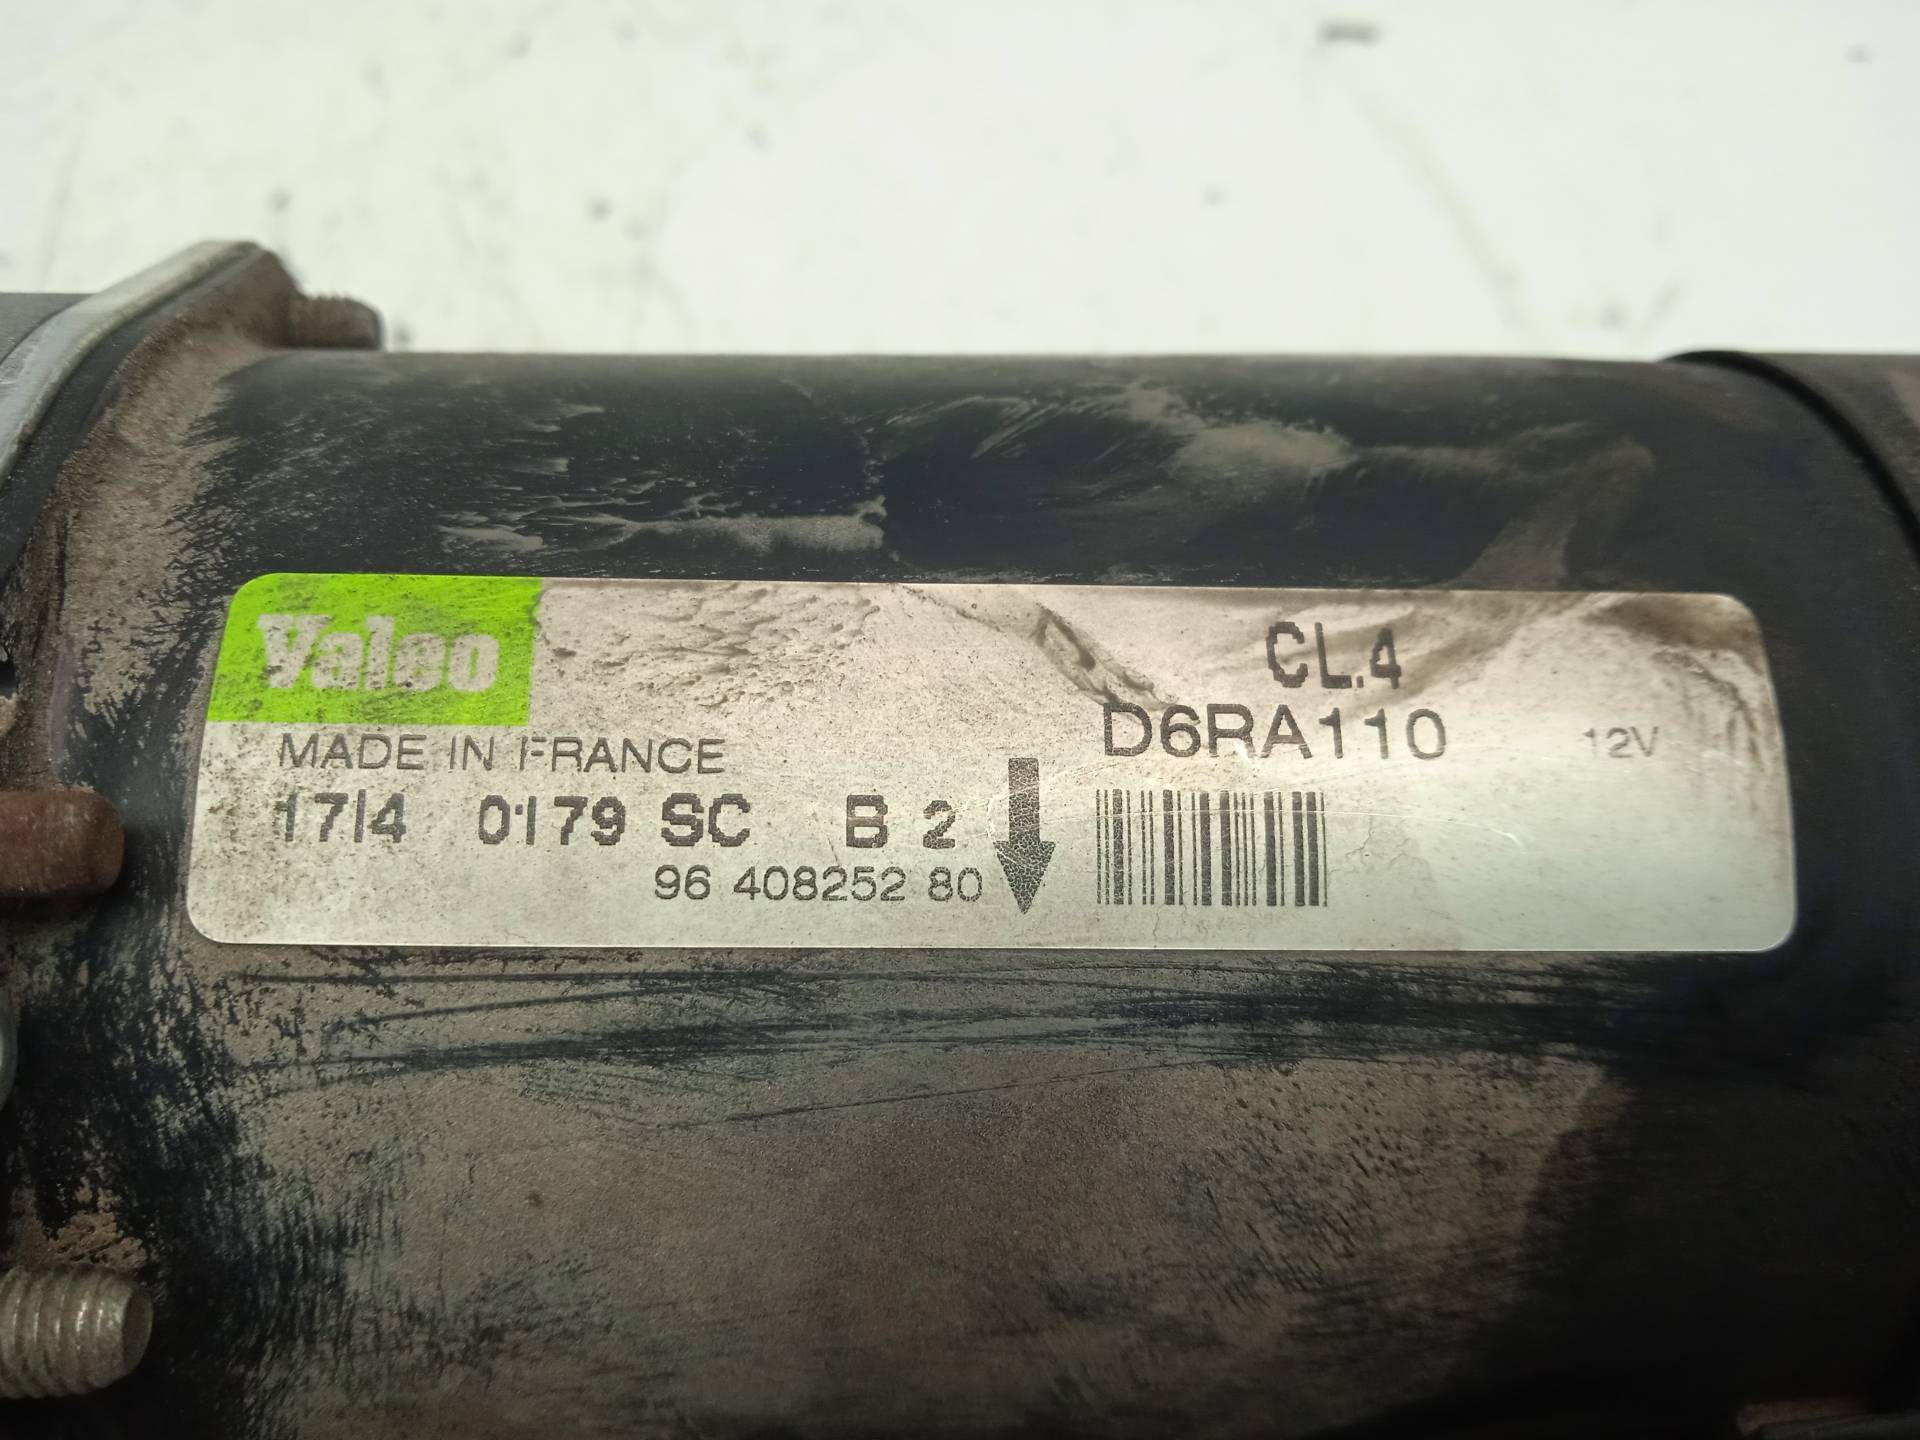 Valeo
CL.4
D6RA110
12V
MADE IN FRANCE
17/4 0179 SC B 2
96 408252 80